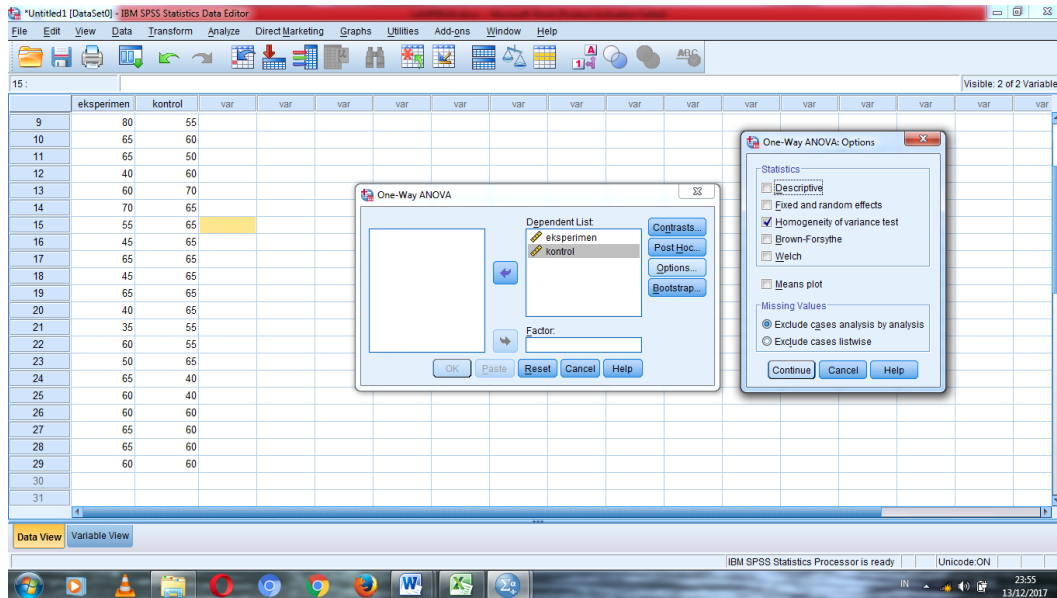 *Untitled1 [DataSet0] - IBM SPSS Statistics Data Editor
File Edit View Data Transform Analyze Direct Marketing Graphs Utilities Add-ons Window Help
15 :
Visible: 2 of 2 Variable
eksperimen kontrol var var var var var var var var var var var var var var
9 80 55
10 65 60
11 65 50
12 40 60
13 60 70
14 70 65
15 55 65
16 45 65
17 65 65
18 45 65
19 65 65
20 40 65
21 35 55
22 60 55
23 50 65
24 65 40
25 60 40
26 60 60
27 65 60
28 65 60
29 60 60
30
31
One-Way ANOVA
Dependent List:
eksperimen
kontrol
Factor:
Contrasts...
Post Hoc...
Options...
Bootstrap...
OK Paste Reset Cancel Help
One-Way ANOVA: Options
Statistics
Descriptive
Fixed and random effects
Homogeneity of variance test
Brown-Forsythe
Welch
Means plot
Missing Values
Exclude cases analysis by analysis
Exclude cases listwise
Continue Cancel Help
Data View Variable View
IBM SPSS Statistics Processor is ready Unicode:ON
IN
23:55
13/12/2017